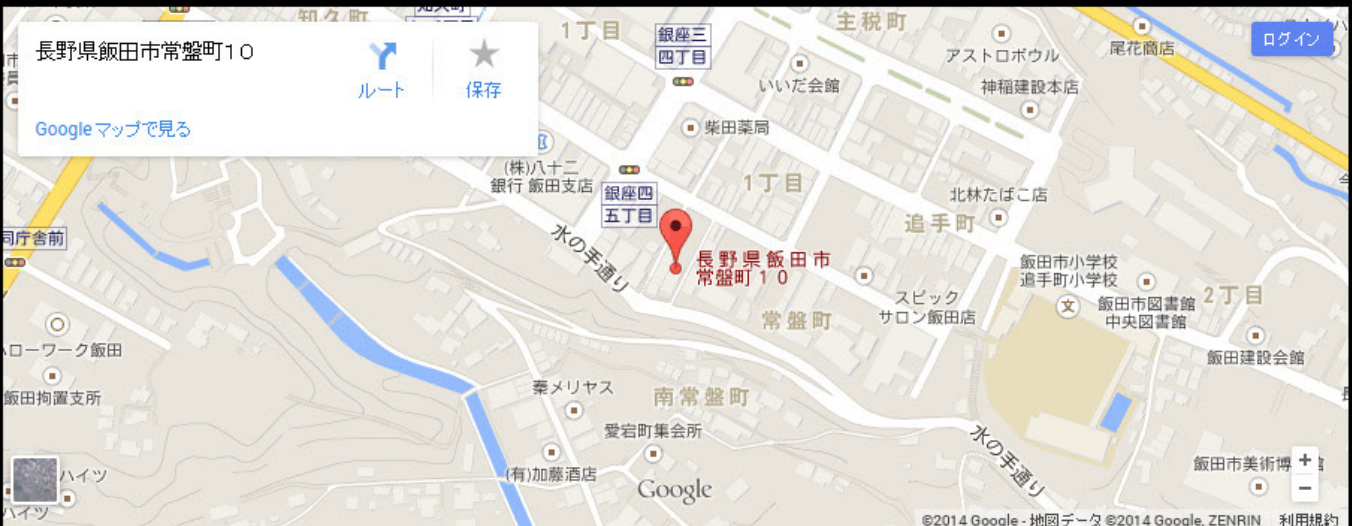 長野県飯田市常盤町10
ルート
保存
Googleマップで見る
ログイン
知久町
1丁目
銀座三
四丁目
主税町
アストロボウル
尾花商店
いいだ会館
神稲建設本店
柴田薬局
(株)八十二
銀行 飯田支店
銀座四
五丁目
1丁目
北林たばこ店
追手町
水の手通り
長野県飯田市
常盤町10
同庁舎前
飯田市小学校
追手町小学校
文
飯田市図書館
中央図書館
2丁目
スピック
サロン飯田店
常盤町
ハローワーク飯田
飯田建設会館
飯田拘置支所
秦メリヤス
南常盤町
愛宕町集会所
水の手通り
(有)加藤酒店
ハイツ
ハイツ
飯田市美術博
Google
+
−
©2014 Google - 地図データ ©2014 Google, ZENRIN
利用規約